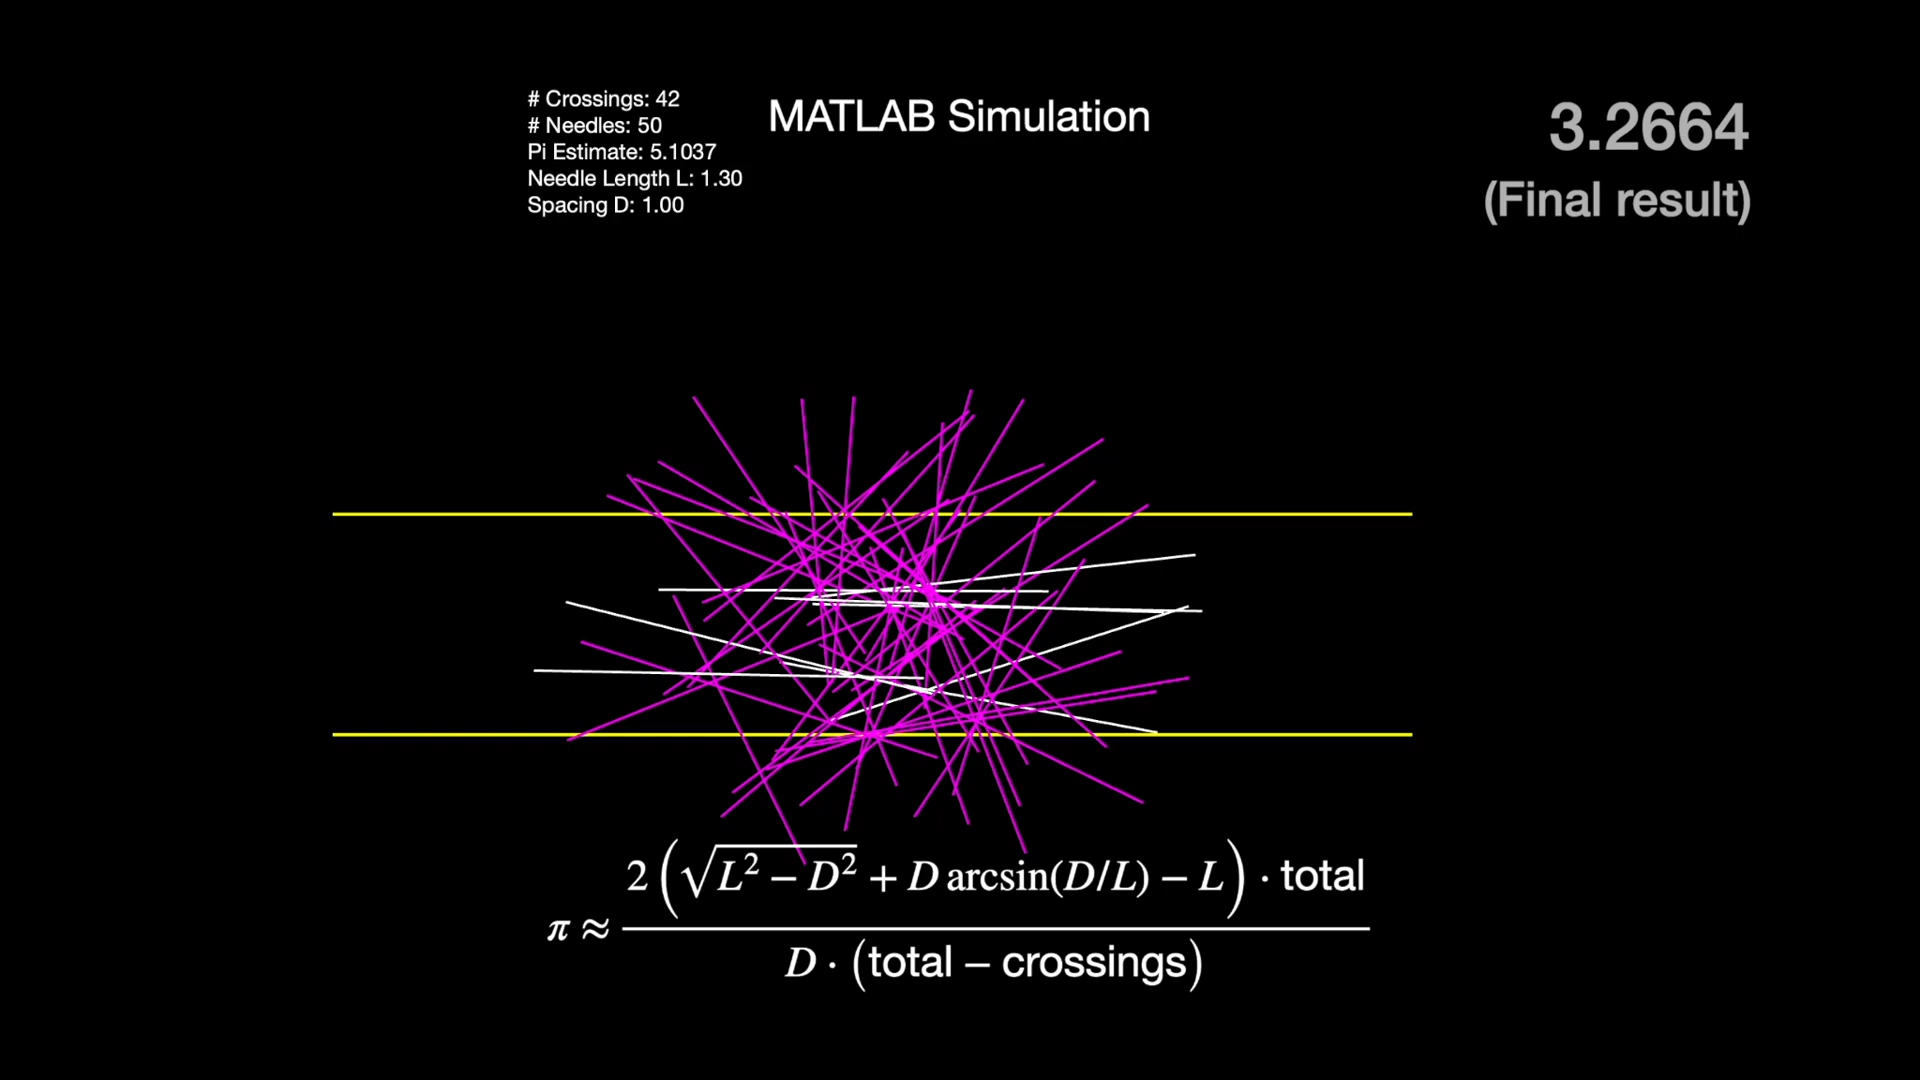 # Crossings: 42
# Needles: 50
Pi Estimate: 5.1037
Needle Length L: 1.30
Spacing D: 1.00
MATLAB Simulation
3.2664
(Final result)
π ≈ 2(√L² − D² + D arcsin(D/L) − L) · total
D · (total − crossings)